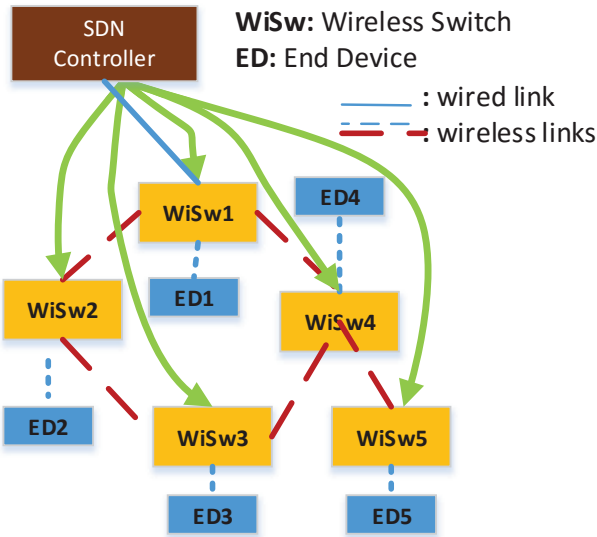 SDN
Controller
WiSw: Wireless Switch
ED: End Device
: wired link
: wireless links
ED4
WiSw1
ED1
WiSw2
WiSw4
ED2
WiSw3
WiSw5
ED3
ED5